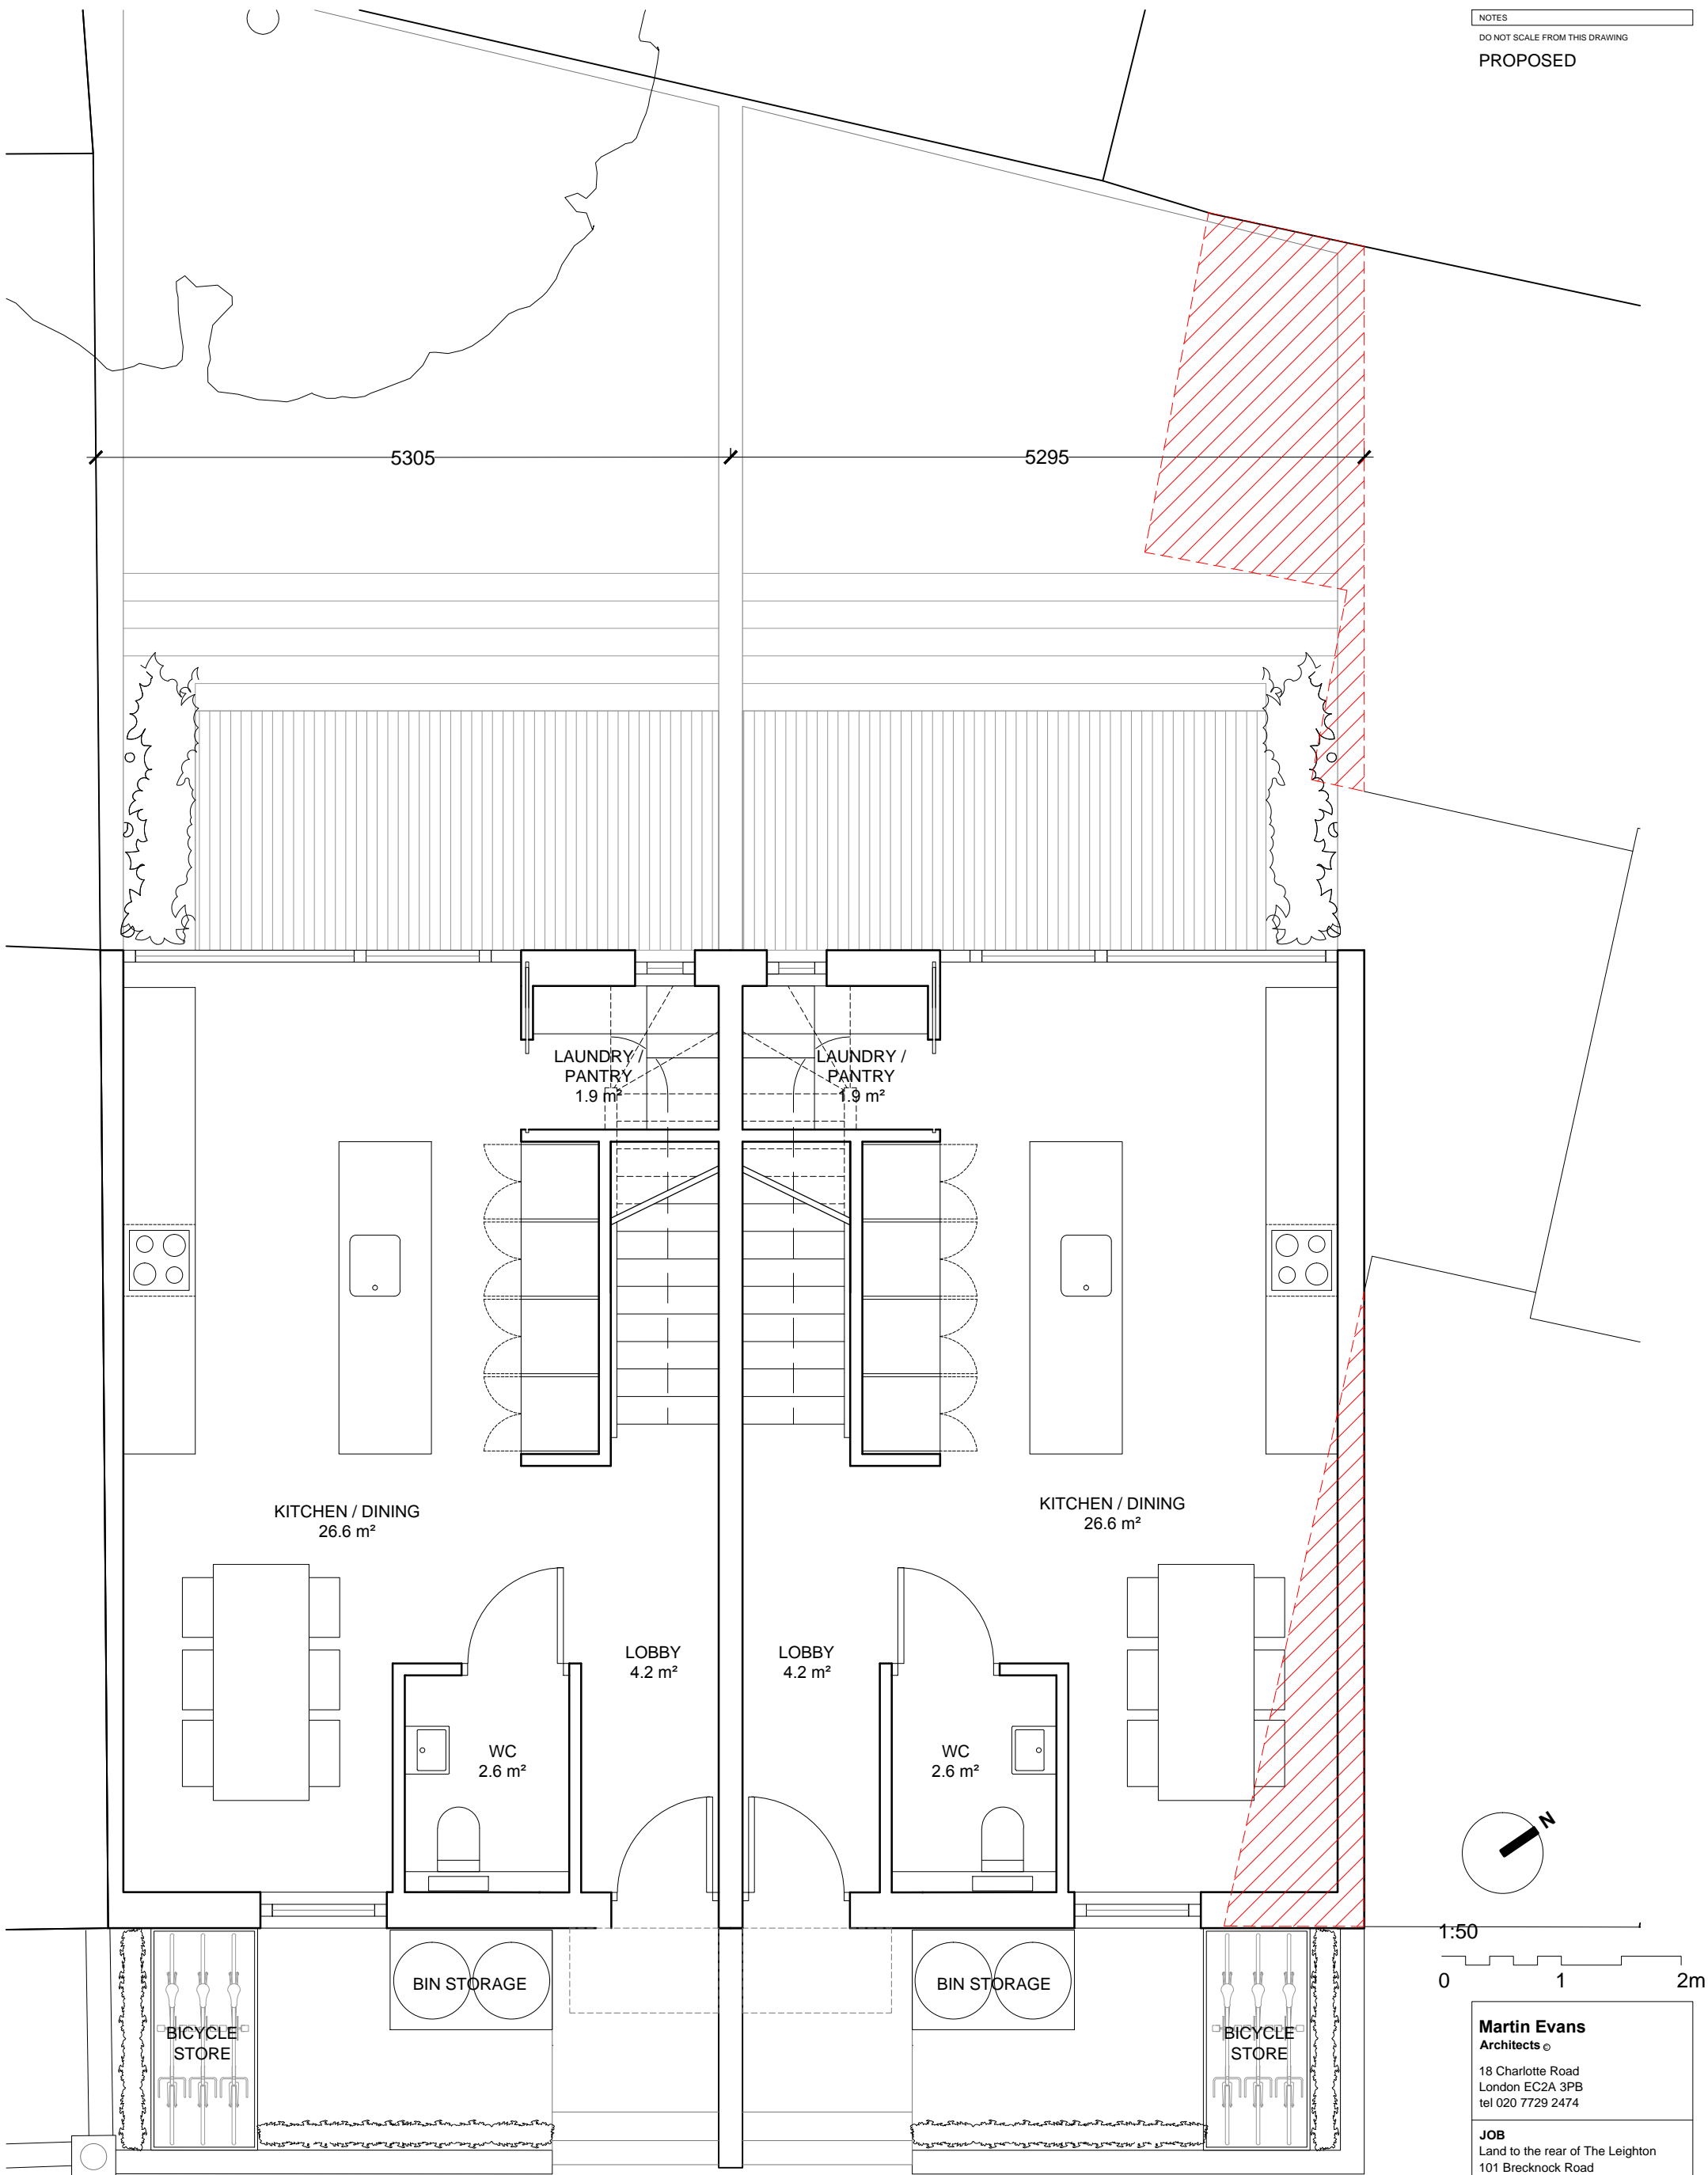 NOTES
DO NOT SCALE FROM THIS DRAWING
PROPOSED
5305
5295
LAUNDRY /
PANTRY
1.9 m²
LAUNDRY /
PANTRY
1.9 m²
KITCHEN / DINING
26.6 m²
KITCHEN / DINING
26.6 m²
LOBBY
4.2 m²
LOBBY
4.2 m²
WC
2.6 m²
WC
2.6 m²
N
BIN STORAGE
BIN STORAGE
BICYCLE
STORE
BICYCLE
STORE
1:50
0 1 2m
Martin Evans
Architects ©
18 Charlotte Road
London EC2A 3PB
tel 020 7729 2474
JOB
Land to the rear of The Leighton
101 Brecknock Road